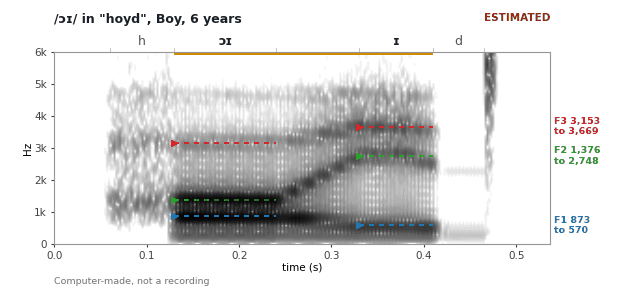 /ɔɪ/ in "hoyd", Boy, 6 years
ESTIMATED
h ɔɪ ɪ d
6k
5k
4k
3k
2k
1k
0
Hz
0.0 0.1 0.2 0.3 0.4 0.5
time (s)
F3 3,153
to 3,669
F2 1,376
to 2,748
F1 873
to 570
Computer-made, not a recording